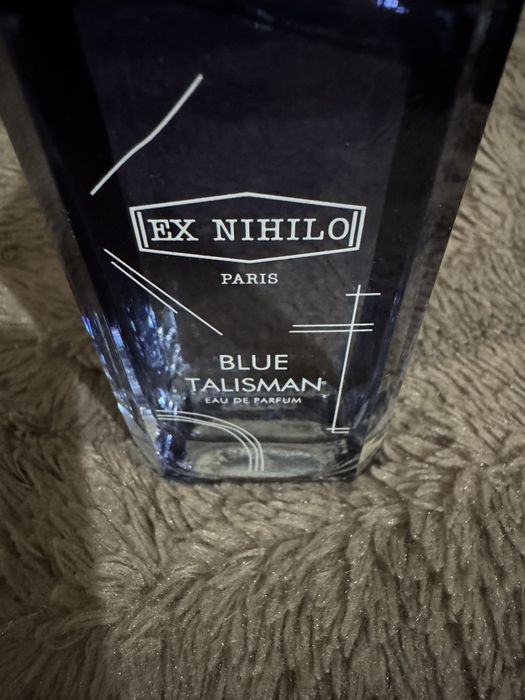 EX NIHILO
PARIS
BLUE
TALISMAN
EAU DE PARFUM